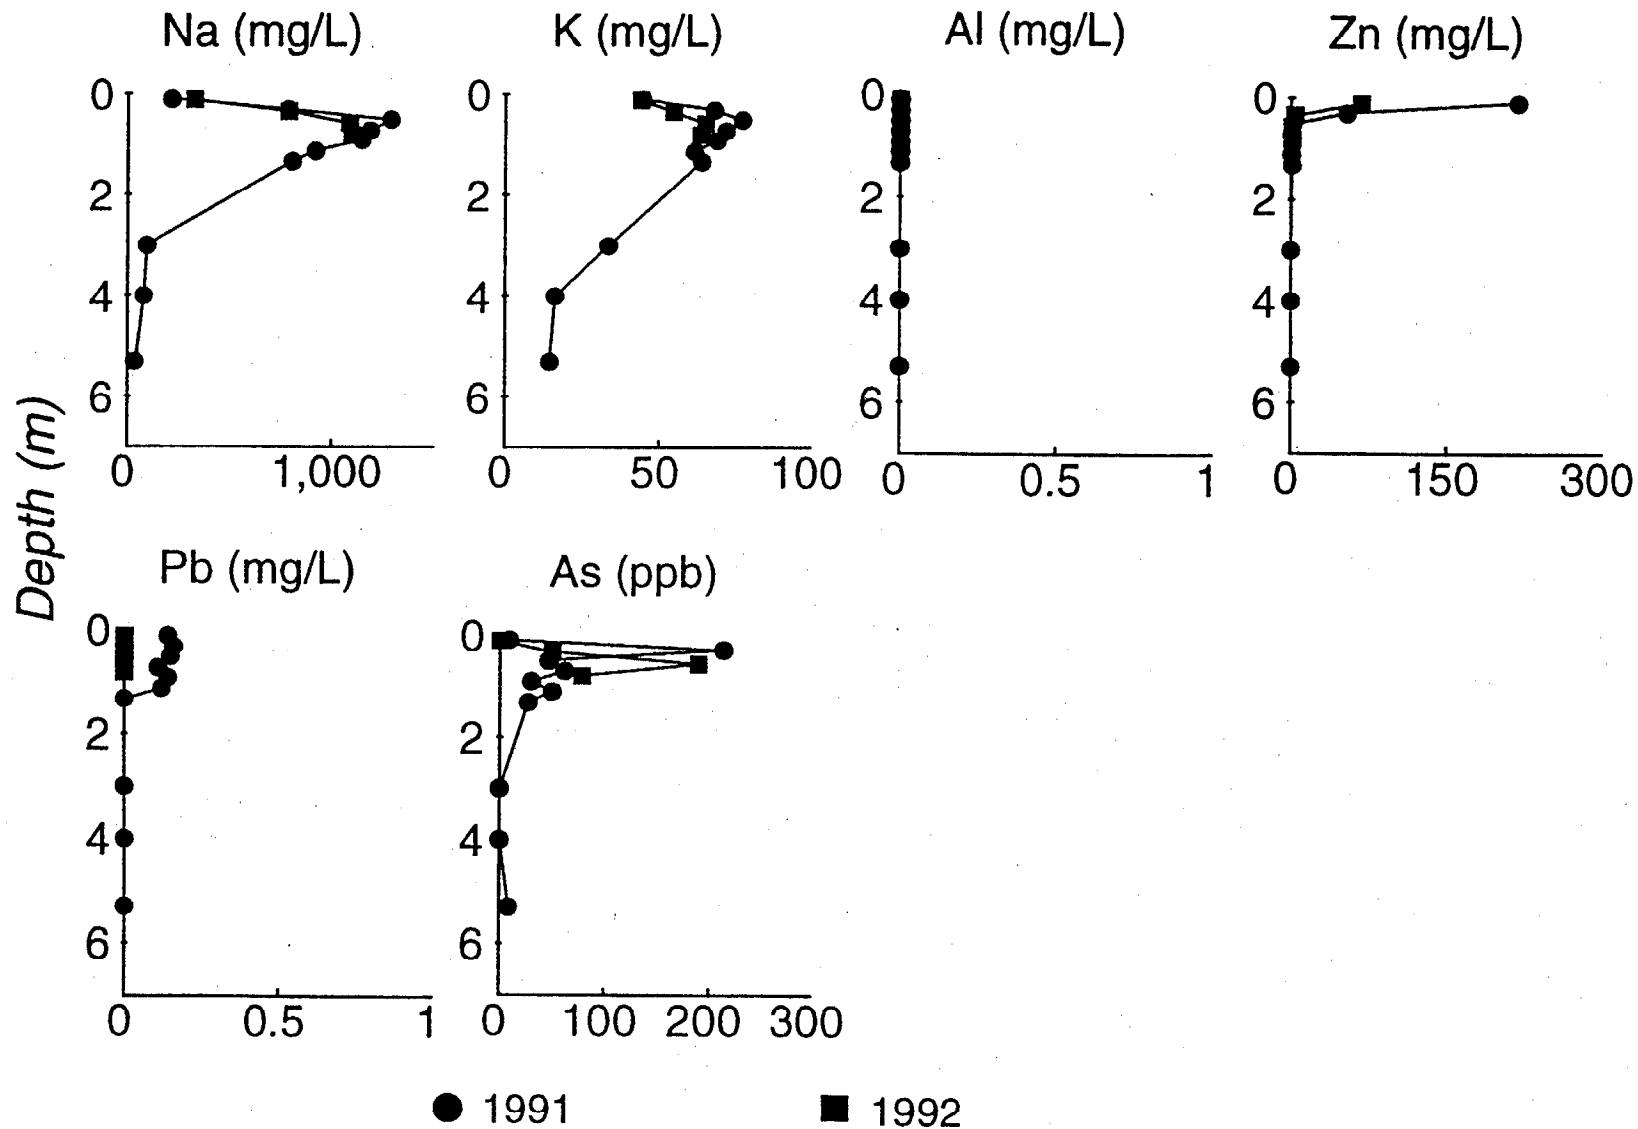 Na (mg/L) K (mg/L) Al (mg/L) Zn (mg/L)
0 0 0 0
2 2 2 2
4 4 4 4
6 6 6 6
0 1,000 0 50 100 0 0.5 1 0 150 300
Depth (m)
Pb (mg/L) As (ppb)
0 0
2 2
4 4
6 6
0 0.5 1 0 100 200 300
1991 1992